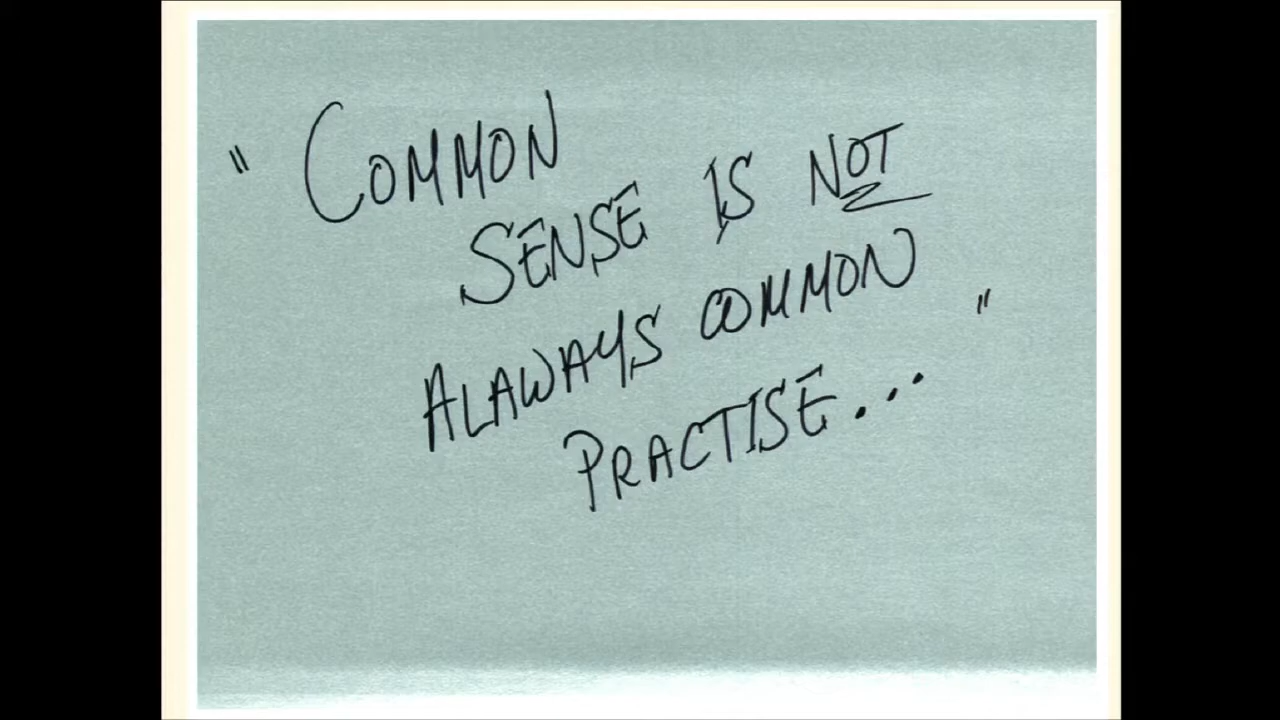 " COMMON
SENSE IS NOT
ALAWAYS COMMON "
PRACTISE...